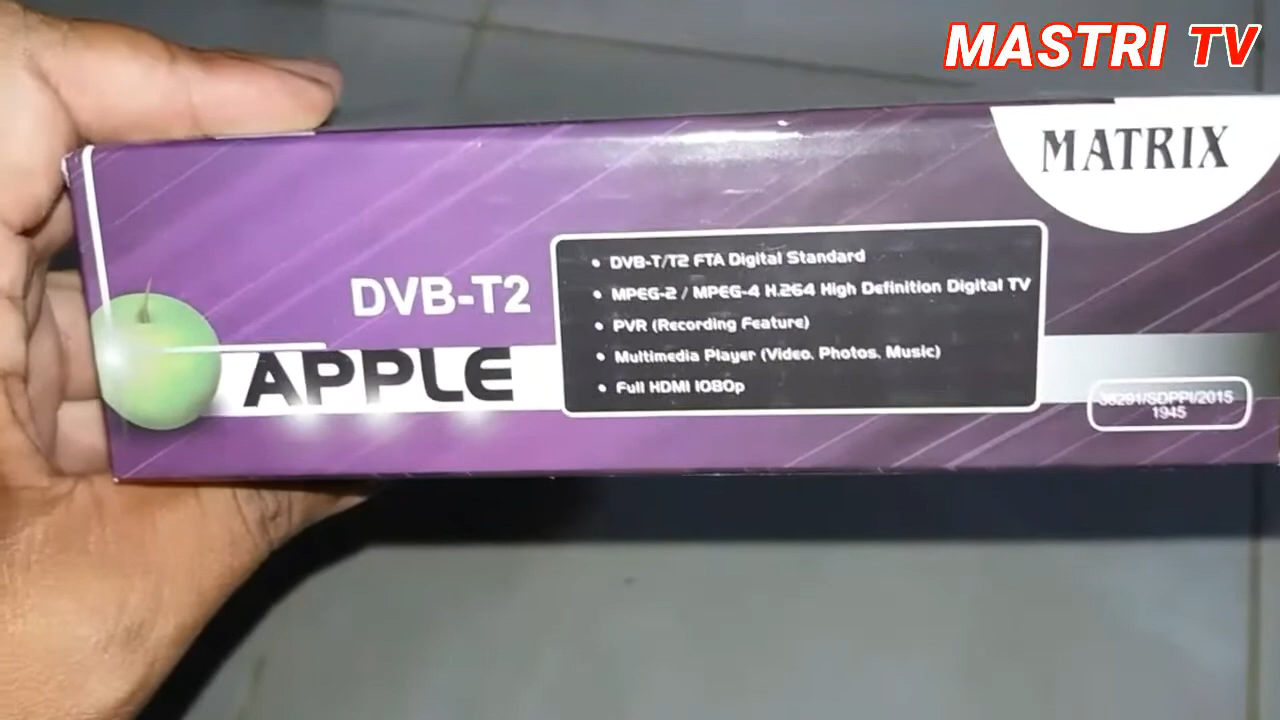 MASTRI TV
MATRIX
DVB-T2
APPLE
• DVB-T/T2 FTA Digital Standard
• MPEG-2 / MPEG-4 H.264 High Definition Digital TV
• PVR (Recording Feature)
• Multimedia Player (Video, Photos, Music)
• Full HDMI 1080p
36291/SDPPI/2015
1945